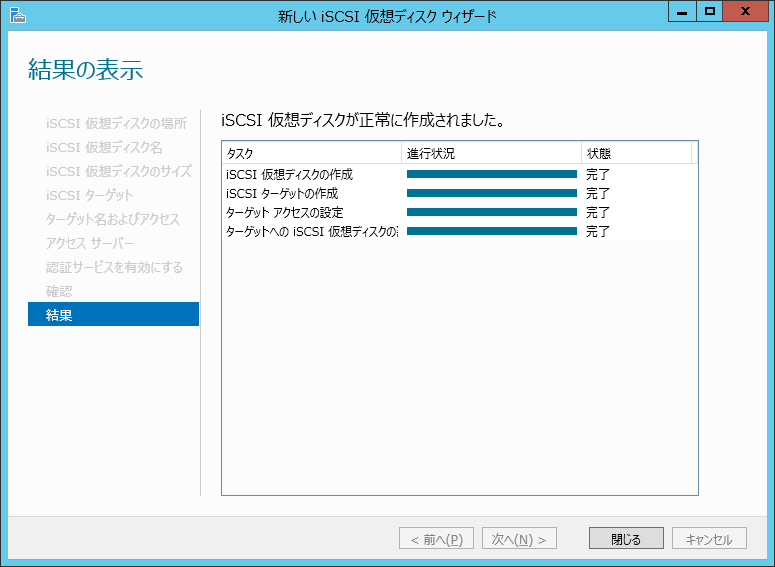 新しい iSCSI 仮想ディスク ウィザード
結果の表示
iSCSI 仮想ディスクの場所
iSCSI 仮想ディスク名
iSCSI 仮想ディスクのサイズ
iSCSI ターゲット
ターゲット名およびアクセス
アクセス サーバー
認証サービスを有効にする
確認
結果
iSCSI 仮想ディスクが正常に作成されました。
タスク 進行状況 状態
iSCSI 仮想ディスクの作成 完了
iSCSI ターゲットの作成 完了
ターゲット アクセスの設定 完了
ターゲットへの iSCSI 仮想ディスクの 完了
< 前へ(P) 次へ(N) > 閉じる キャンセル